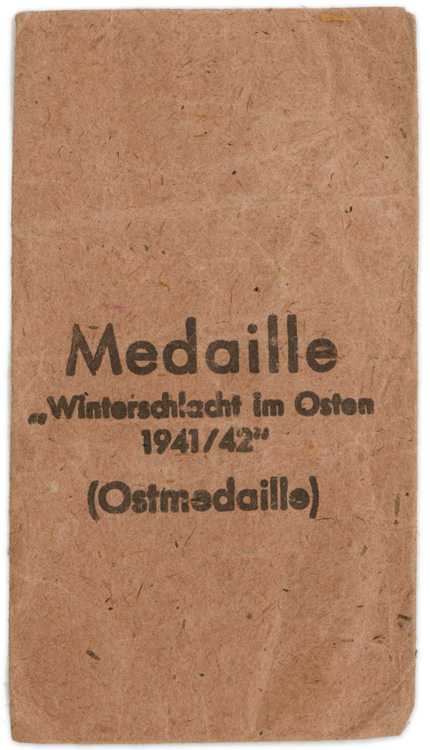 Medaille
„Winterschlacht im Osten
1941/42“
(Ostmedaille)